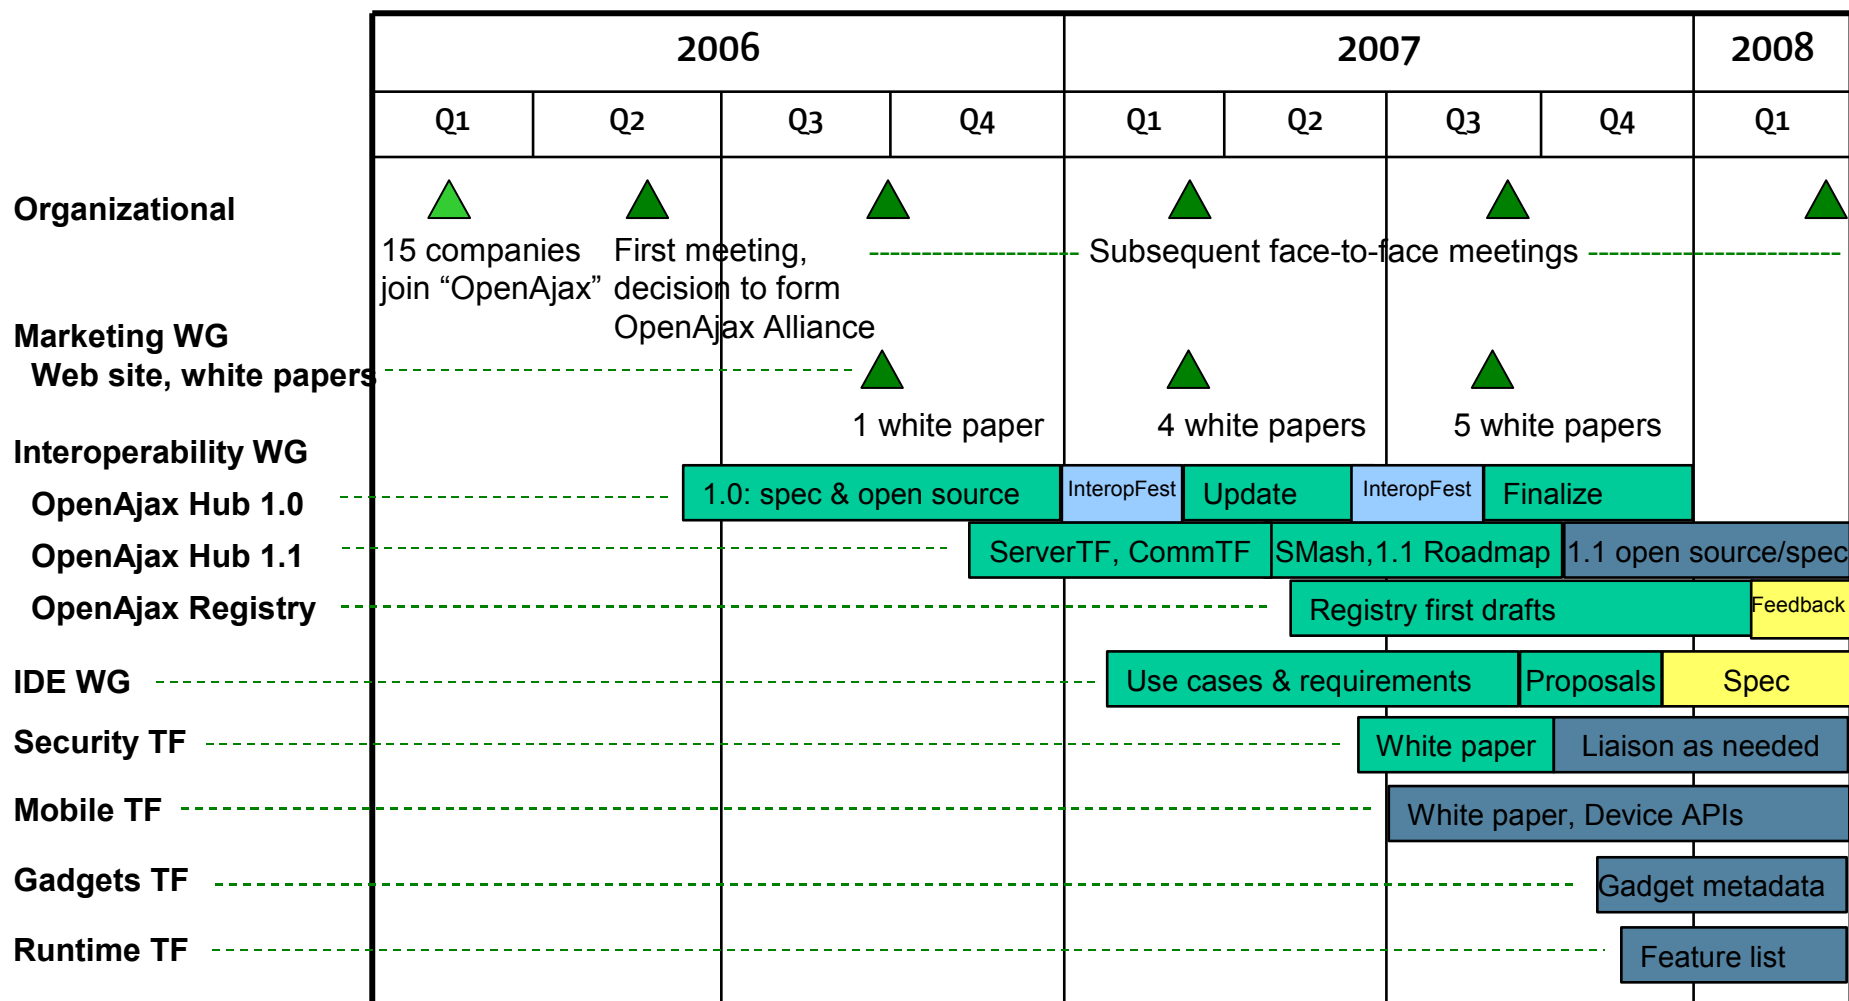 2006 2007 2008
Q1 Q2 Q3 Q4 Q1 Q2 Q3 Q4 Q1
Organizational
15 companies
join “OpenAjax”
First meeting,
decision to form
OpenAjax Alliance
Subsequent face-to-face meetings
Marketing WG
Web site, white papers
1 white paper 4 white papers 5 white papers
Interoperability WG
OpenAjax Hub 1.0 1.0: spec & open source InteropFest Update InteropFest Finalize
OpenAjax Hub 1.1 ServerTF, CommTF SMash,1.1 Roadmap 1.1 open source/spec
OpenAjax Registry Registry first drafts Feedback
IDE WG Use cases & requirements Proposals Spec
Security TF White paper Liaison as needed
Mobile TF White paper, Device APIs
Gadgets TF Gadget metadata
Runtime TF Feature list